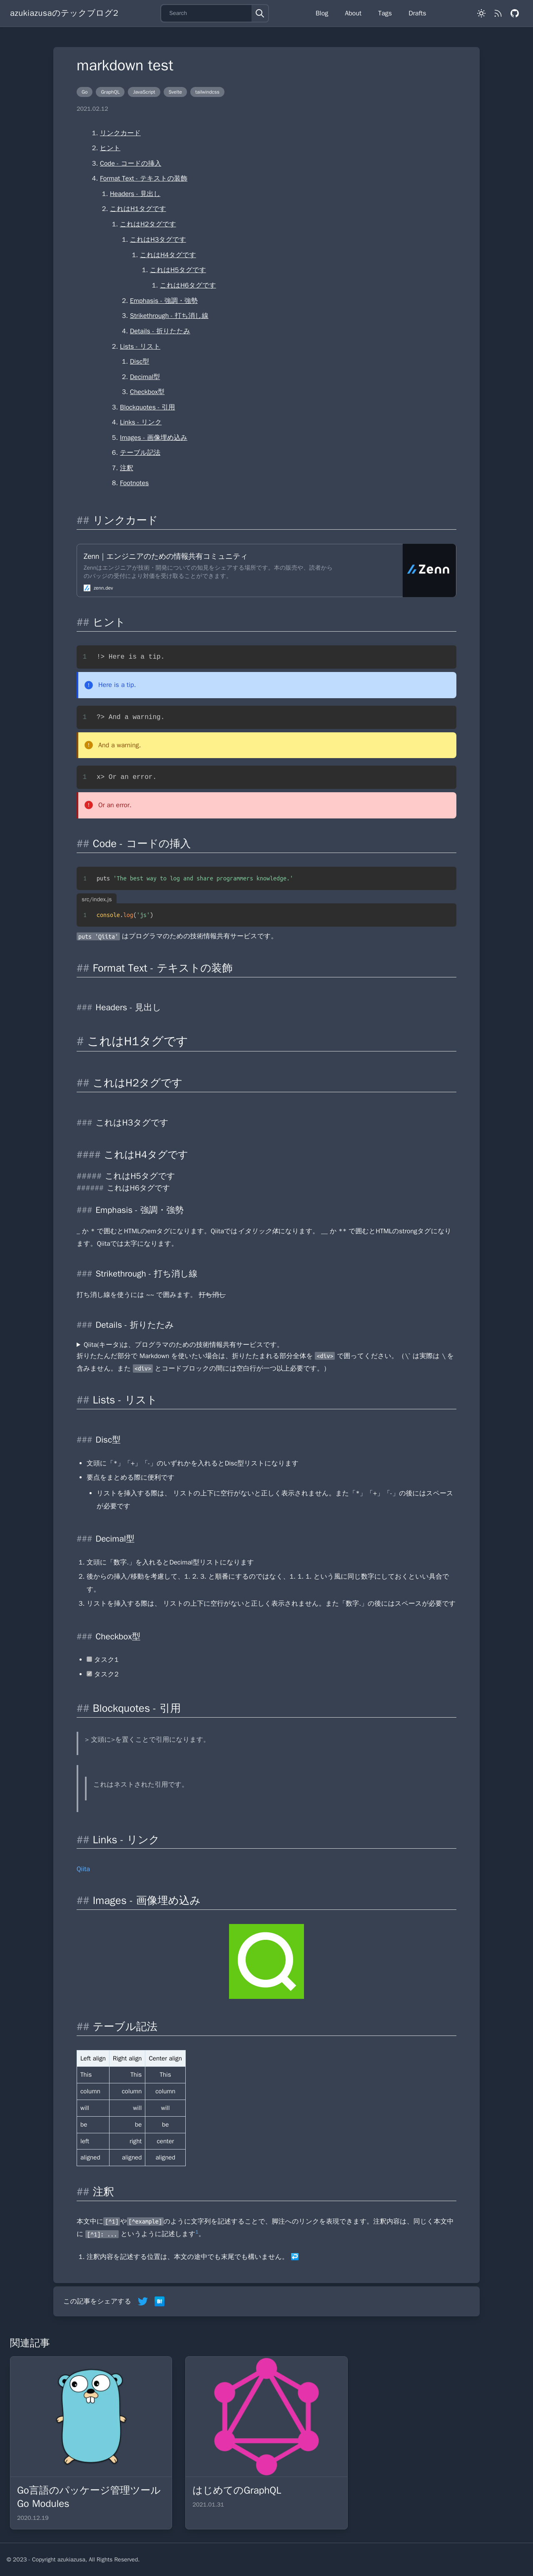 azukiazusaのテックブログ2
Search
Blog
About
Tags
Drafts
markdown test
Go
GraphQL
JavaScript
Svelte
tailwindcss
2021.02.12
1. リンクカード
2. ヒント
3. Code - コードの挿入
4. Format Text - テキストの装飾
1. Headers - 見出し
2. これはH1タグです
1. これはH2タグです
1. これはH3タグです
1. これはH4タグです
1. これはH5タグです
1. これはH6タグです
2. Emphasis - 強調・強勢
3. Strikethrough - 打ち消し線
4. Details - 折りたたみ
2. Lists - リスト
1. Disc型
2. Decimal型
3. Checkbox型
3. Blockquotes - 引用
4. Links - リンク
5. Images - 画像埋め込み
6. テーブル記法
7. 注釈
8. Footnotes
## リンクカード
Zenn｜エンジニアのための情報共有コミュニティ
Zennはエンジニアが技術・開発についての知見をシェアする場所です。本の販売や、読者から
のバッジの受付により対価を受け取ることができます。
zenn.dev
Zenn
## ヒント
1 !> Here is a tip.
Here is a tip.
1 ?> And a warning.
And a warning.
1 x> Or an error.
Or an error.
## Code - コードの挿入
1 puts 'The best way to log and share programmers knowledge.'
src/index.js
1 console.log('js')
puts 'Qiita' はプログラマのための技術情報共有サービスです。
## Format Text - テキストの装飾
### Headers - 見出し
# これはH1タグです
## これはH2タグです
### これはH3タグです
#### これはH4タグです
##### これはH5タグです
###### これはH6タグです
### Emphasis - 強調・強勢
_ か * で囲むとHTMLのemタグになります。Qiitaではイタリック体になります。 __ か ** で囲むとHTMLのstrongタグになり
ます。Qiitaでは太字になります。
### Strikethrough - 打ち消し線
打ち消し線を使うには ~~ で囲みます。 打ち消し
### Details - 折りたたみ
Qiita(キータ)は、プログラマのための技術情報共有サービスです。
折りたたんだ部分で Markdown を使いたい場合は、折りたたまれる部分全体を <div> で囲ってください。（\` は実際は \ を
含みません、また <div> とコードブロックの間には空白行が一つ以上必要です。）
## Lists - リスト
### Disc型
• 文頭に「*」「+」「-」のいずれかを入れるとDisc型リストになります
• 要点をまとめる際に便利です
• リストを挿入する際は、 リストの上下に空行がないと正しく表示されません。また「*」「+」「-」の後にはスペース
が必要です
### Decimal型
1. 文頭に「数字.」を入れるとDecimal型リストになります
2. 後からの挿入/移動を考慮して、1. 2. 3. と順番にするのではなく、1. 1. 1. という風に同じ数字にしておくといい具合で
す。
3. リストを挿入する際は、 リストの上下に空行がないと正しく表示されません。また「数字.」の後にはスペースが必要です
### Checkbox型
• タスク1
• タスク2
## Blockquotes - 引用
> 文頭に>を置くことで引用になります。
これはネストされた引用です。
## Links - リンク
Qiita
## Images - 画像埋め込み
## テーブル記法
Left align Right align Center align
This This This
column column column
will will will
be be be
left right center
aligned aligned aligned
## 注釈
本文中に[^1]や[^example]のように文字列を記述することで、脚注へのリンクを表現できます。注釈内容は、同じく本文中
に [^1]: ... というように記述します。
1. 注釈内容を記述する位置は、本文の途中でも末尾でも構いません。
この記事をシェアする
B!
関連記事
Go言語のパッケージ管理ツール
Go Modules
2020.12.19
はじめてのGraphQL
2021.01.31
© 2023 - Copyright azukiazusa, All Rights Reserved.